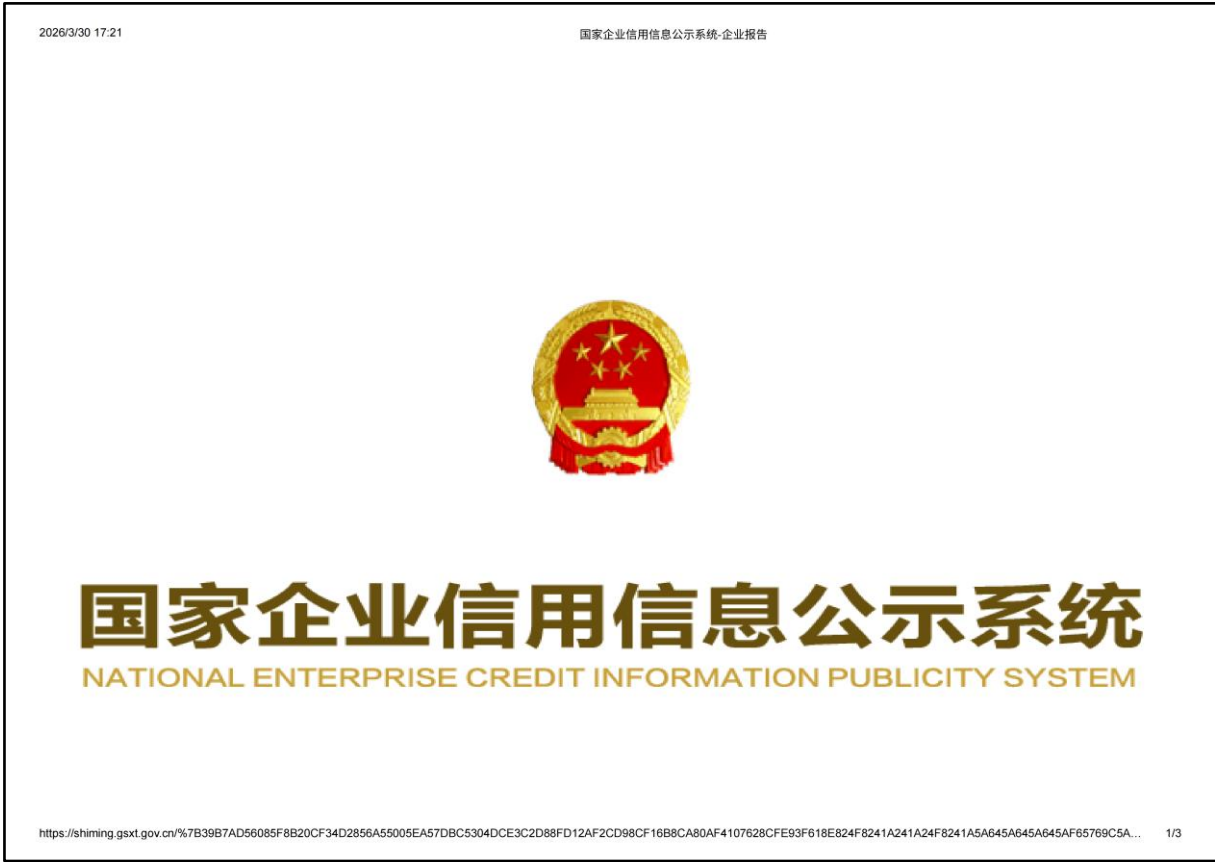 2026/3/30 17:21
国家企业信用信息公示系统-企业报告
国家企业信用信息公示系统
NATIONAL ENTERPRISE CREDIT INFORMATION PUBLICITY SYSTEM
https://shiming.gsxt.gov.cn/%7B39B7AD56085F8B20CF34D2856A55005EA57DBC5304DCE3C2D88FD12AF2CD98CF16B8CA80AF4107628CFE93F618E824F8241A241A24F8241A5A645A645A645AF65769C5A...
1/3